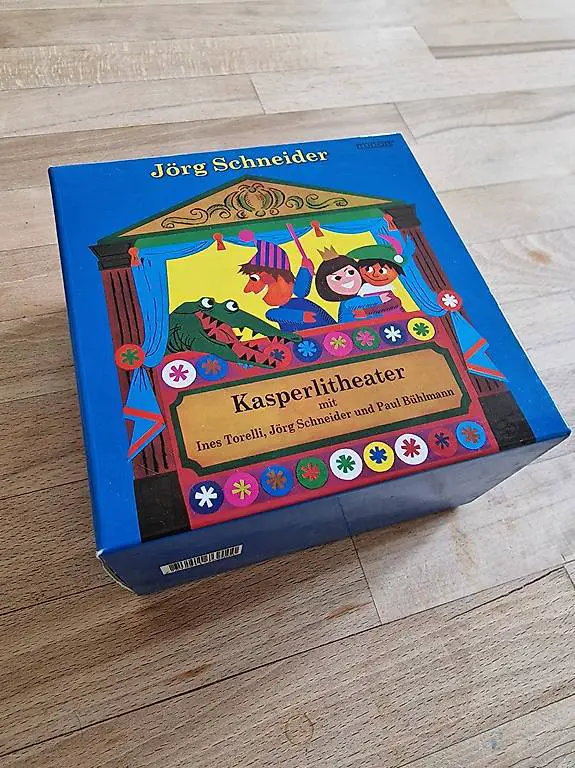 Jörg Schneider
Kasperlitheater
mit
Ines Torelli, Jörg Schneider und Paul Bühlmann